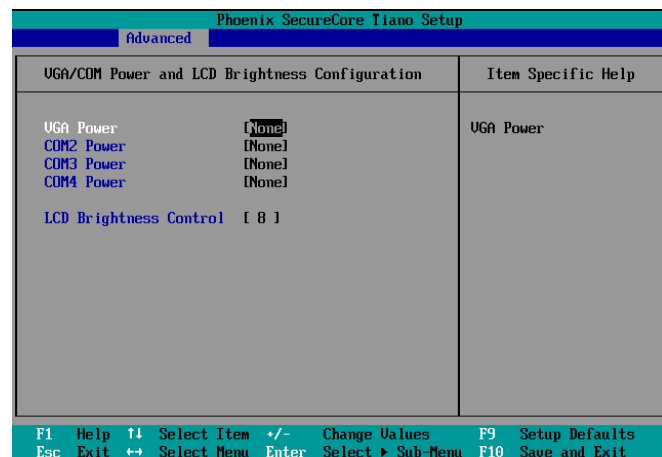 Phoenix SecureCore Tiano Setup
Advanced
VGA/COM Power and LCD Brightness Configuration
Item Specific Help
VGA Power [None]
VGA Power
COM2 Power [None]
COM3 Power [None]
COM4 Power [None]
LCD Brightness Control [ 8 ]
F1 Help ↑↓ Select Item +/- Change Values F9 Setup Defaults
Esc Exit ↔ Select Menu Enter Select ▶ Sub-Menu F10 Save and Exit